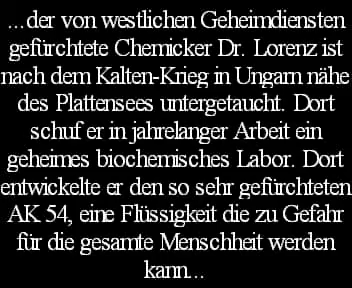 ...der von westlichen Geheimdiensten
gefürchtete Chemicker Dr. Lorenz ist
nach dem Kalten-Krieg in Ungarn nähe
des Plattensees untergetaucht. Dort
schuf er in jahrelanger Arbeit ein
geheimes biochemisches Labor. Dort
entwickelte er den so sehr gefürchteten
AK 54, eine Flüssigkeit die zu Gefahr
für die gesamte Menschheit werden
kann...